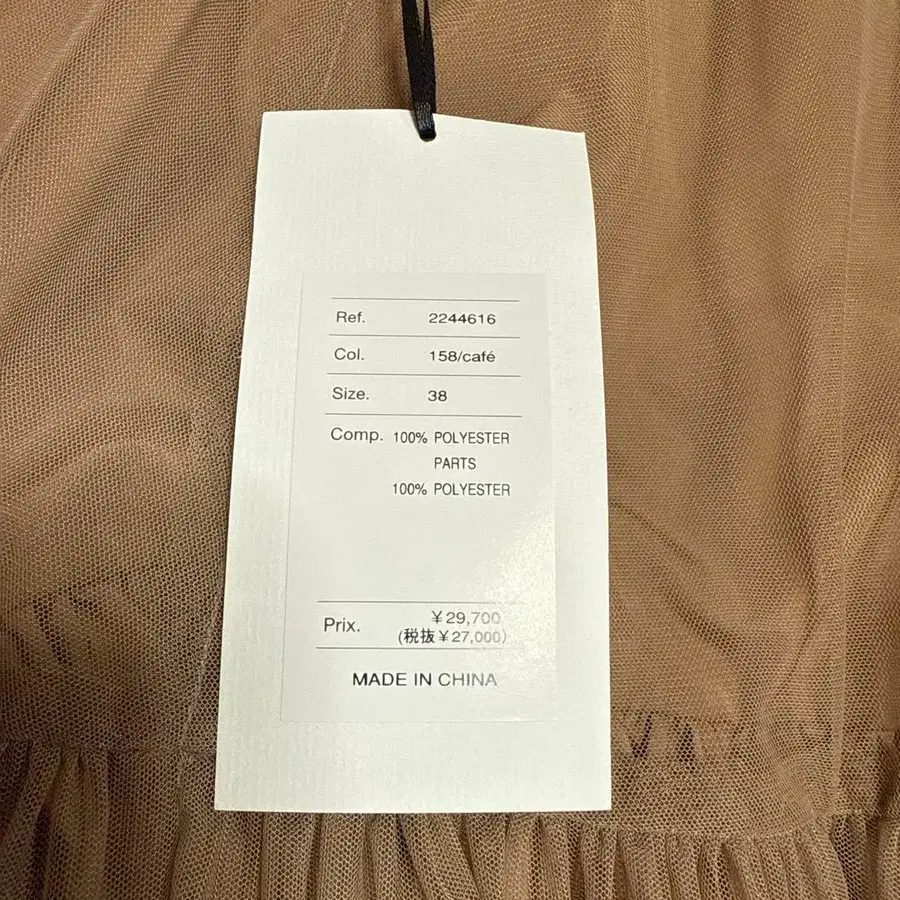 Ref. 2244616
Col. 158/café
Size. 38
Comp. 100% POLYESTER
PARTS
100% POLYESTER
Prix. ¥29,700
(税抜¥27,000)
MADE IN CHINA